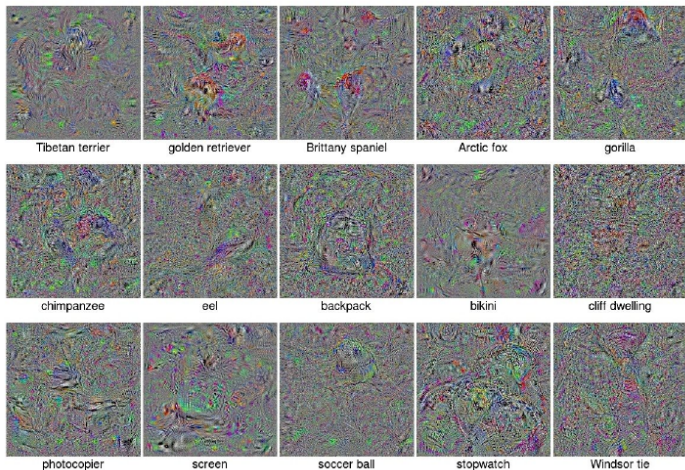 Tibetan terrier
golden retriever
Brittany spaniel
Arctic fox
gorilla
chimpanzee
eel
backpack
bikini
cliff dwelling
photocopier
screen
soccer ball
stopwatch
Windsor tie